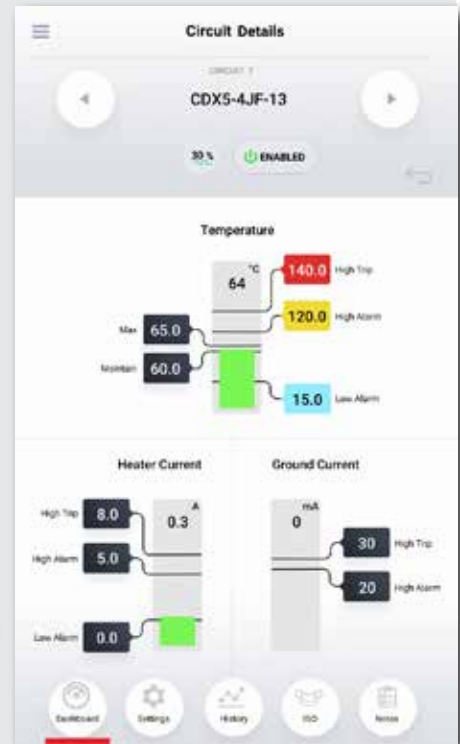 Circuit Details
CIRCUIT 7
CDX5-4JF-13
30 %
ENABLED
Temperature
°C
64
140.0 High Trip
120.0 High Alarm
Max 65.0
Maintain 60.0
15.0 Low Alarm
Heater Current
A
0.3
High Trip 8.0
High Alarm 5.0
Low Alarm 0.0
Ground Current
mA
0
30 High Trip
20 High Alarm
Dashboard
Settings
History
ISO
Notes